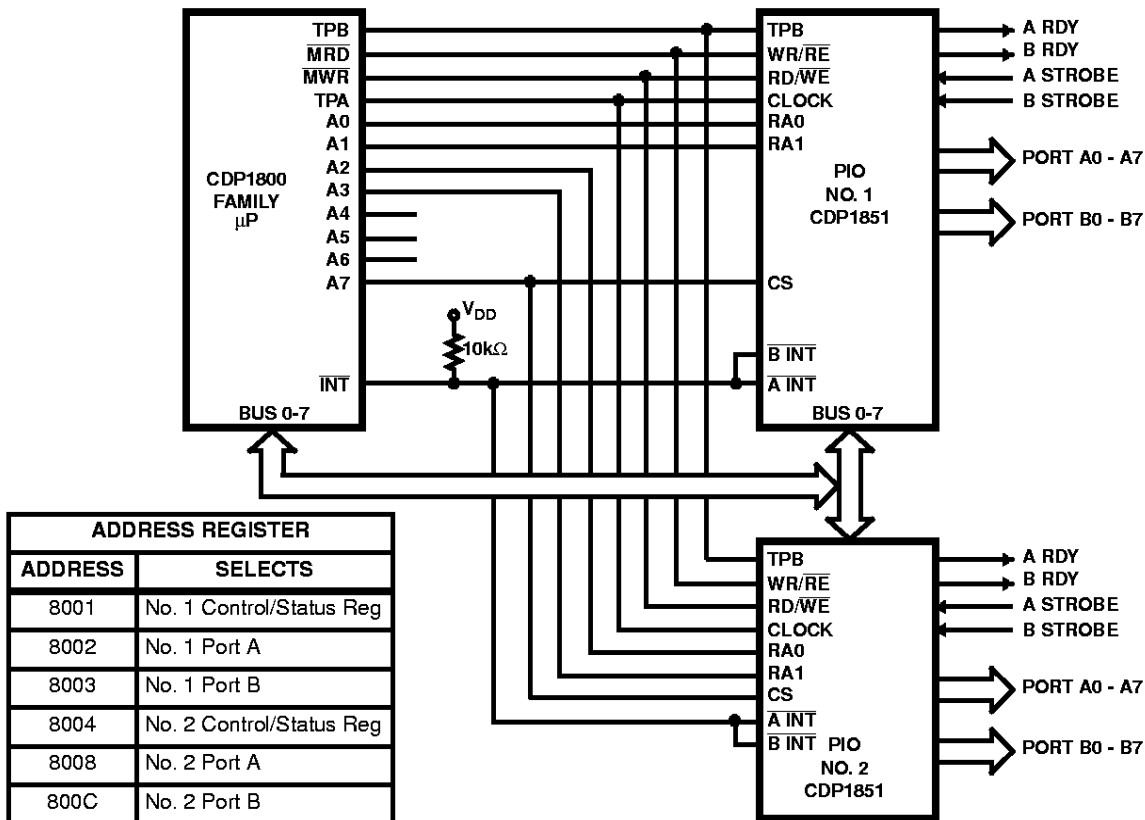 TPB
MRD
MWR
TPA
A0
A1
A2
A3
A4
A5
A6
A7
INT
CDP1800
FAMILY
µP
BUS 0-7
VDD
10kΩ
TPB
WR/RE
RD/WE
CLOCK
RA0
RA1
CS
B INT
A INT
PIO
NO. 1
CDP1851
BUS 0-7
A RDY
B RDY
A STROBE
B STROBE
PORT A0 - A7
PORT B0 - B7
TPB
WR/RE
RD/WE
CLOCK
RA0
RA1
CS
A INT
B INT
PIO
NO. 2
CDP1851
A RDY
B RDY
A STROBE
B STROBE
PORT A0 - A7
PORT B0 - B7
ADDRESS REGISTER
ADDRESS SELECTS
8001 No. 1 Control/Status Reg
8002 No. 1 Port A
8003 No. 1 Port B
8004 No. 2 Control/Status Reg
8008 No. 2 Port A
800C No. 2 Port B